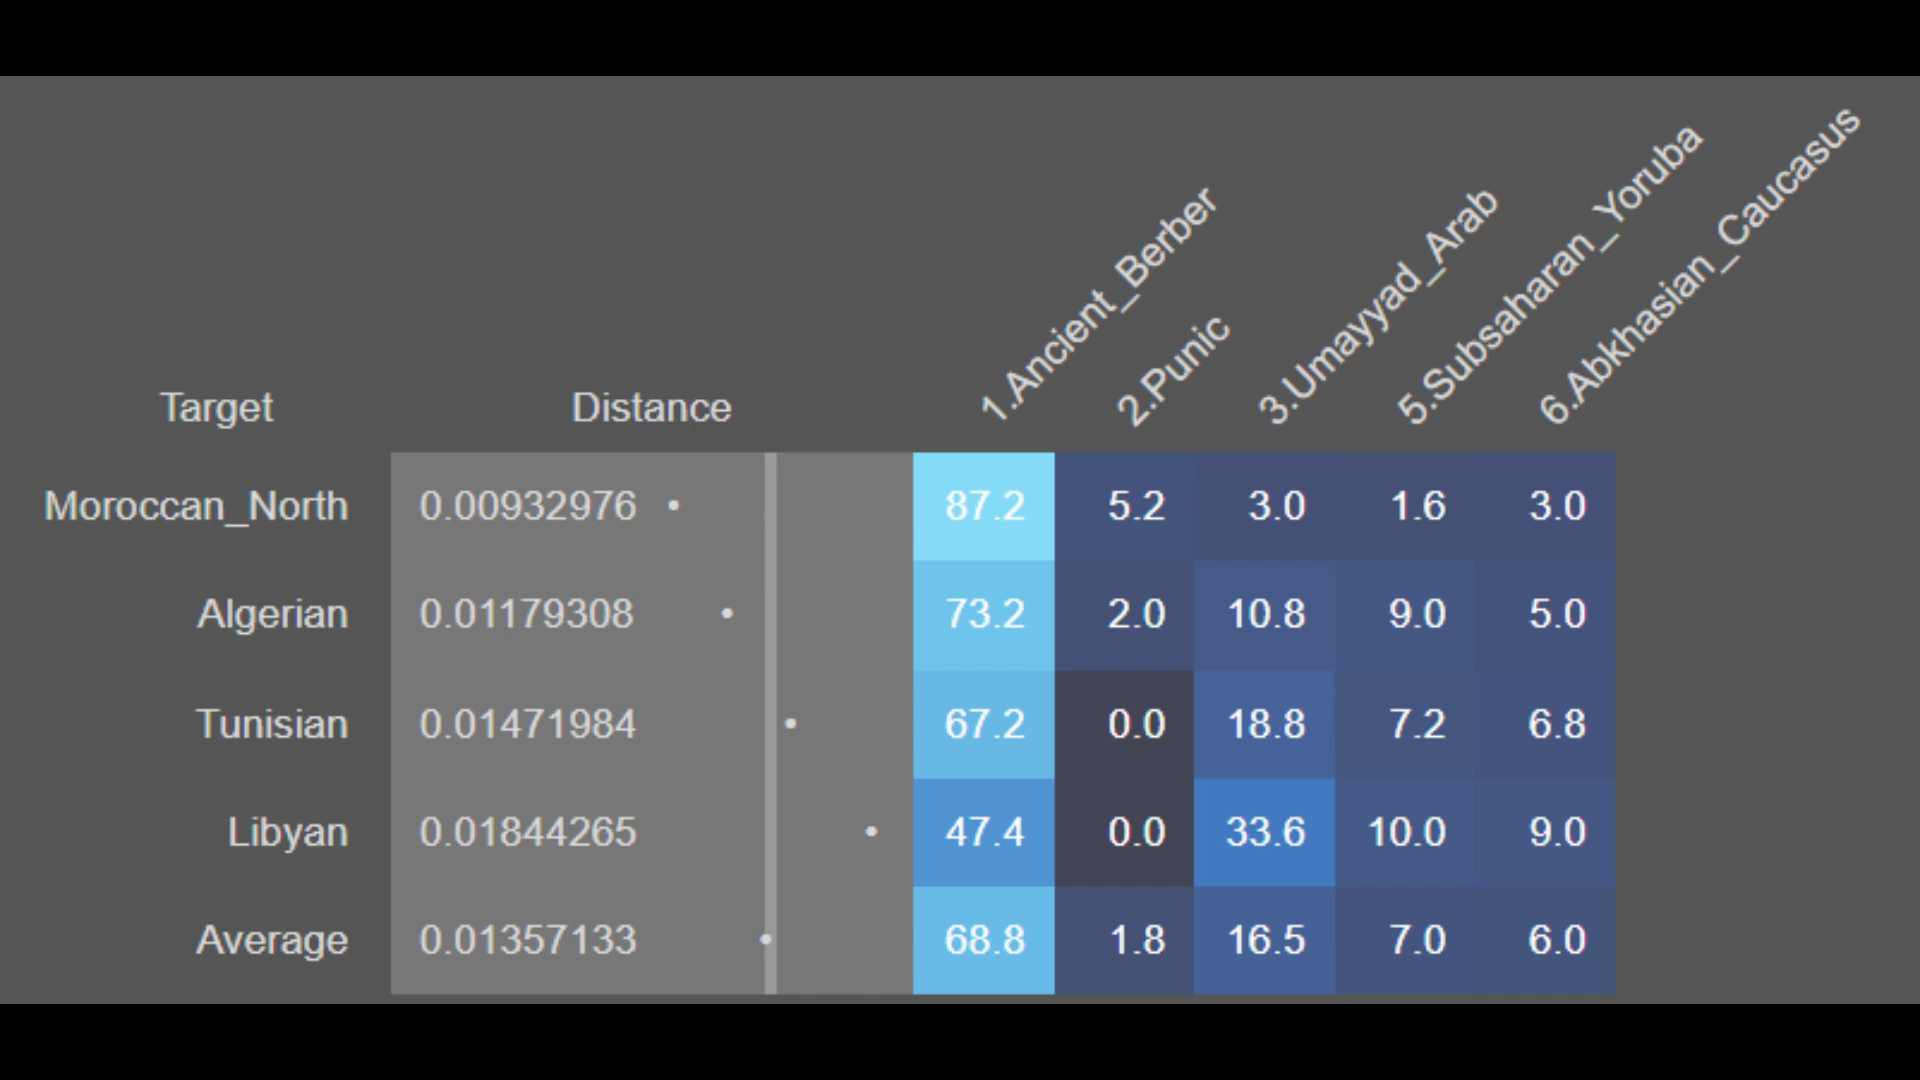 Target Distance 1.Ancient_Berber 2.Punic 3.Umayyad_Arab 5.Subsaharan_Yoruba 6.Abkhasian_Caucasus
Moroccan_North 0.00932976 87.2 5.2 3.0 1.6 3.0
Algerian 0.01179308 73.2 2.0 10.8 9.0 5.0
Tunisian 0.01471984 67.2 0.0 18.8 7.2 6.8
Libyan 0.01844265 47.4 0.0 33.6 10.0 9.0
Average 0.01357133 68.8 1.8 16.5 7.0 6.0